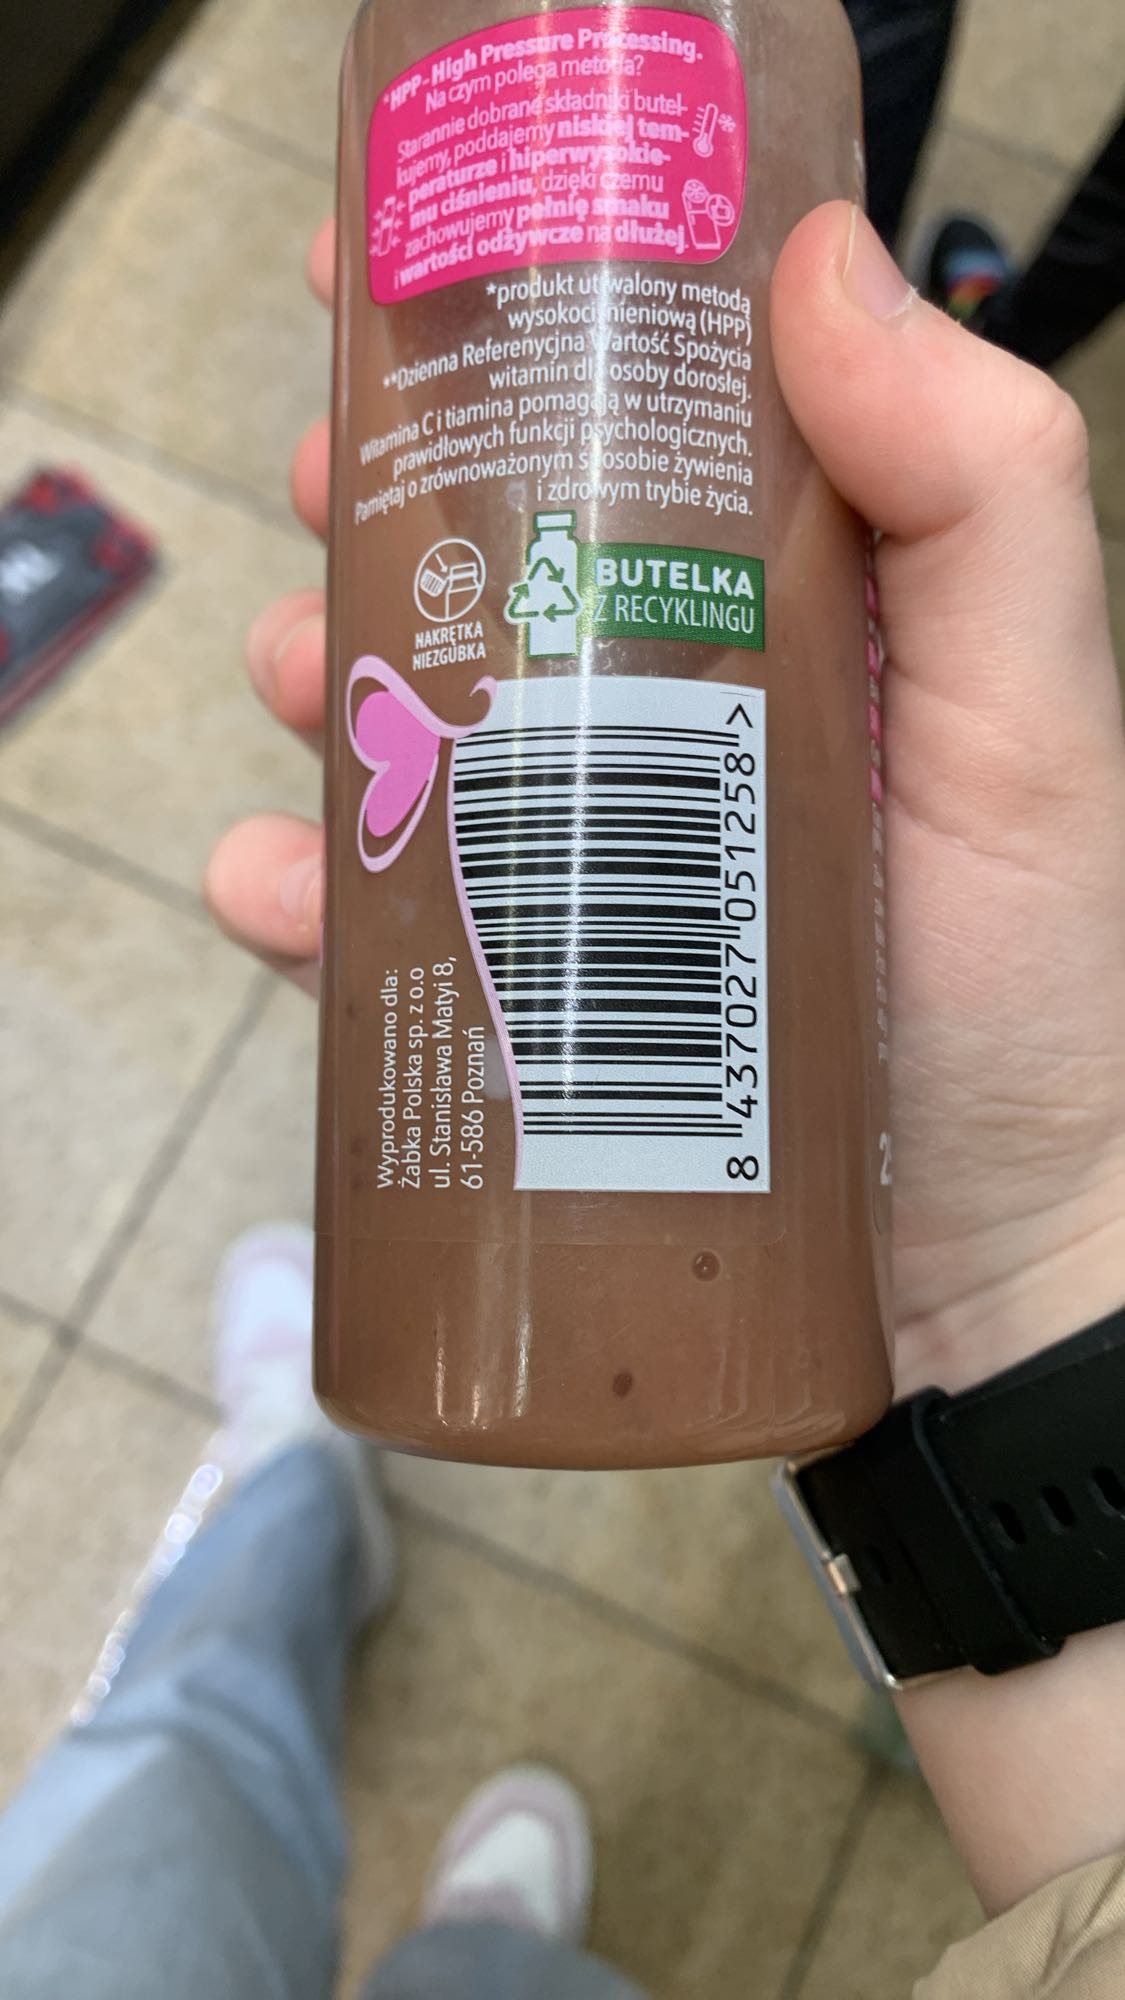 *HPP-High Pressure Processing.
Na czym polega metoda?
Starannie dobrane składniki butel-
kujemy, poddajemy niskiej tem-
peraturze i hiperwysokie-
mu ciśnieniu, dzięki czemu
zachowujemy pełnię smaku
i wartości odżywcze na dłużej.
*produkt utrwalony metodą
wysokociśnieniową (HPP)
**Dzienna Referencyjna Wartość Spożycia
witamin dla osoby dorosłej.
Witamina C i tiamina pomagają w utrzymaniu
prawidłowych funkcji psychologicznych.
Pamiętaj o zrównoważonym sposobie żywienia
i zdrowym trybie życia.
NAKRĘTKA
NIEZGUBKA
BUTELKA
Z RECYKLINGU
8 437027 051258 >
Wyprodukowano dla:
Żabka Polska sp. z o.o
ul. Stanisława Matyi 8,
61-586 Poznań